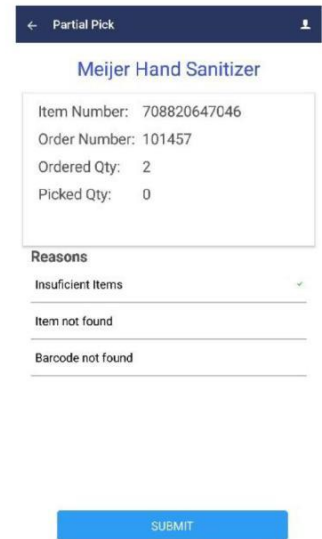 Partial Pick
Meijer Hand Sanitizer
Item Number: 708820647046
Order Number: 101457
Ordered Qty: 2
Picked Qty: 0
Reasons
Insuficient Items
Item not found
Barcode not found
SUBMIT